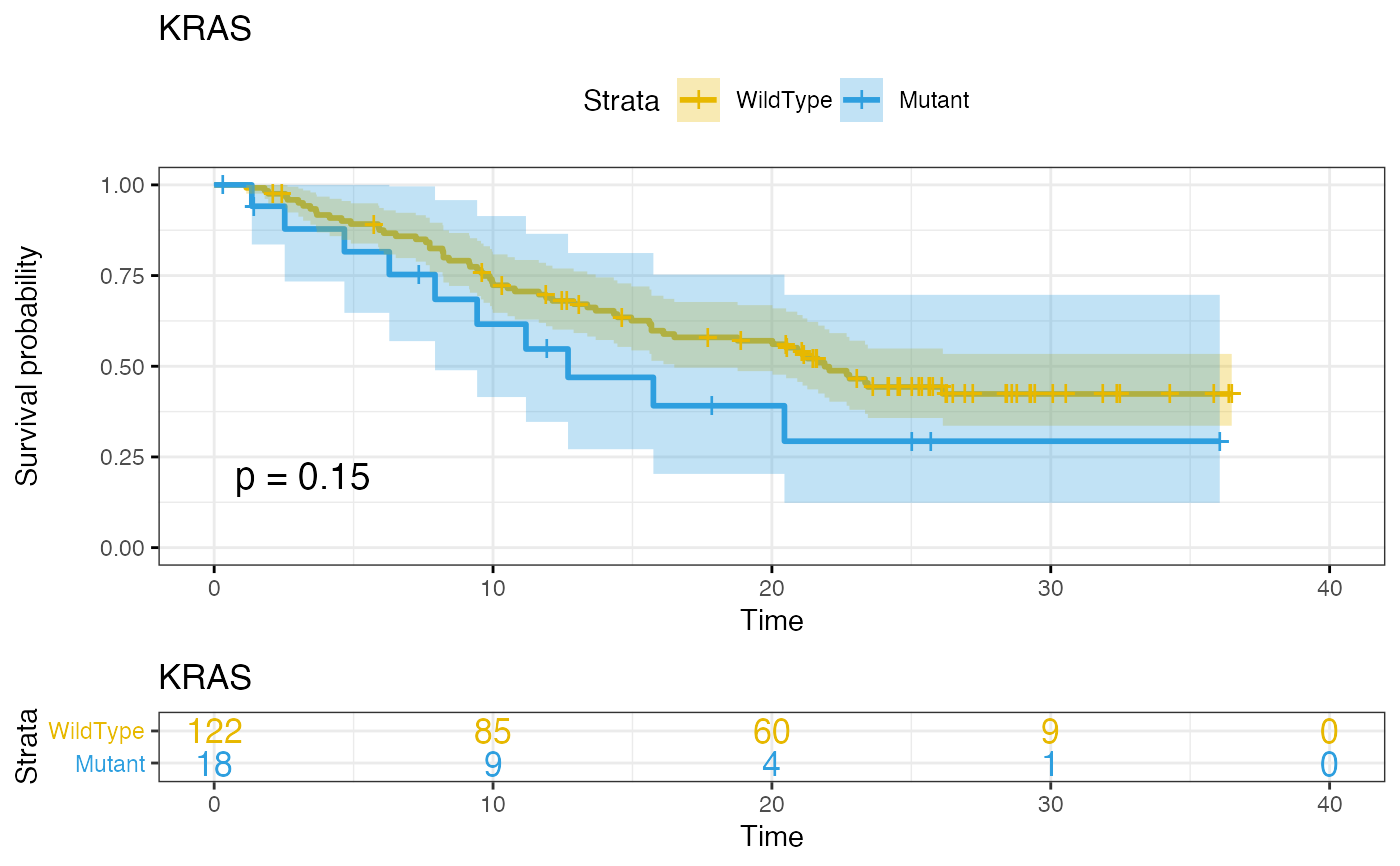 KRAS
Strata WildType Mutant
Survival probability
1.00
0.75
0.50
0.25
0.00
p = 0.15
0 10 20 30 40
Time
KRAS
Strata
WildType 122 85 60 9 0
Mutant 18 9 4 1 0
0 10 20 30 40
Time